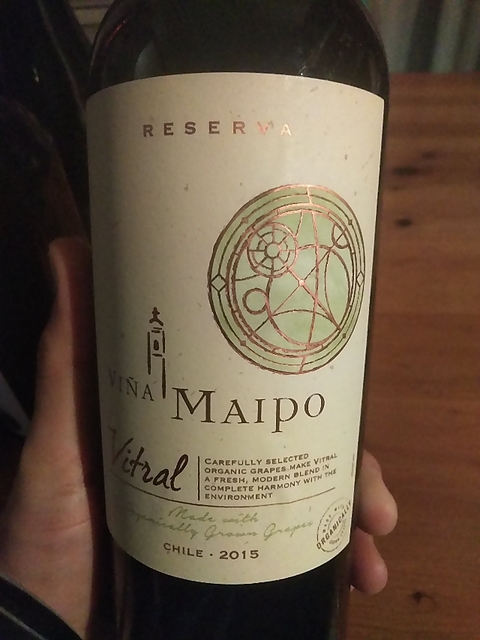 RESERVA
VIÑA MAIPO
Vitral
CAREFULLY SELECTED
ORGANIC GRAPES MAKE VITRAL
A FRESH, MODERN BLEND IN
COMPLETE HARMONY WITH THE
ENVIRONMENT
Made with
Organically Grown Grapes
CHILE · 2015
ORGANICALLY